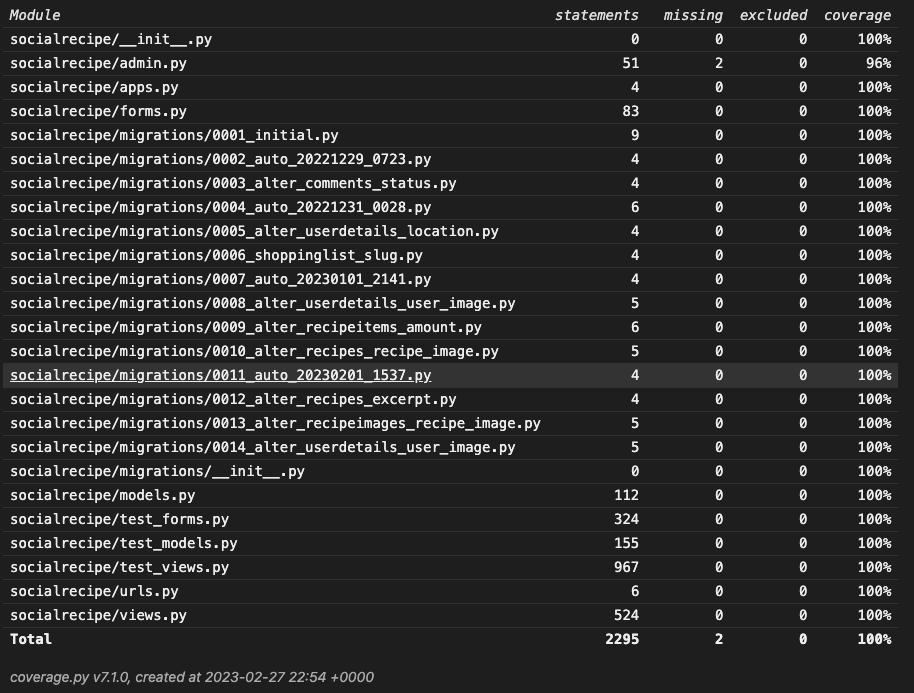 Module statements missing excluded coverage
socialrecipe/__init__.py 0 0 0 100%
socialrecipe/admin.py 51 2 0 96%
socialrecipe/apps.py 4 0 0 100%
socialrecipe/forms.py 83 0 0 100%
socialrecipe/migrations/0001_initial.py 9 0 0 100%
socialrecipe/migrations/0002_auto_20221229_0723.py 4 0 0 100%
socialrecipe/migrations/0003_alter_comments_status.py 4 0 0 100%
socialrecipe/migrations/0004_auto_20221231_0028.py 6 0 0 100%
socialrecipe/migrations/0005_alter_userdetails_location.py 4 0 0 100%
socialrecipe/migrations/0006_shoppinglist_slug.py 4 0 0 100%
socialrecipe/migrations/0007_auto_20230101_2141.py 4 0 0 100%
socialrecipe/migrations/0008_alter_userdetails_user_image.py 5 0 0 100%
socialrecipe/migrations/0009_alter_recipeitems_amount.py 6 0 0 100%
socialrecipe/migrations/0010_alter_recipes_recipe_image.py 5 0 0 100%
socialrecipe/migrations/0011_auto_20230201_1537.py 4 0 0 100%
socialrecipe/migrations/0012_alter_recipes_excerpt.py 4 0 0 100%
socialrecipe/migrations/0013_alter_recipeimages_recipe_image.py 5 0 0 100%
socialrecipe/migrations/0014_alter_userdetails_user_image.py 5 0 0 100%
socialrecipe/migrations/__init__.py 0 0 0 100%
socialrecipe/models.py 112 0 0 100%
socialrecipe/test_forms.py 324 0 0 100%
socialrecipe/test_models.py 155 0 0 100%
socialrecipe/test_views.py 967 0 0 100%
socialrecipe/urls.py 6 0 0 100%
socialrecipe/views.py 524 0 0 100%
Total 2295 2 0 100%
coverage.py v7.1.0, created at 2023-02-27 22:54 +0000